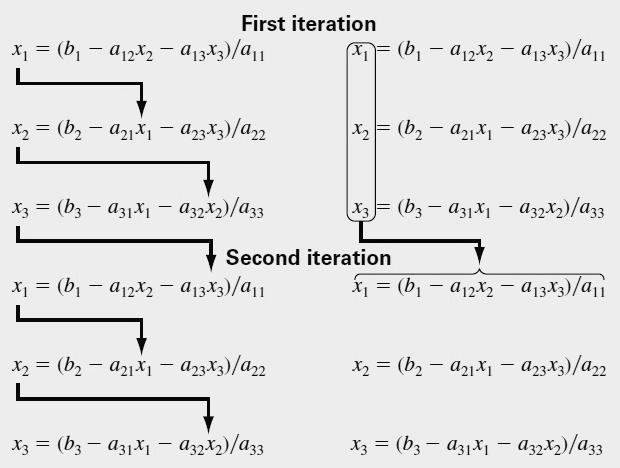 First iteration
x₁ = (b₁ − a₁₂x₂ − a₁₃x₃)/a₁₁
x₁ = (b₁ − a₁₂x₂ − a₁₃x₃)/a₁₁
x₂ = (b₂ − a₂₁x₁ − a₂₃x₃)/a₂₂
x₂ = (b₂ − a₂₁x₁ − a₂₃x₃)/a₂₂
x₃ = (b₃ − a₃₁x₁ − a₃₂x₂)/a₃₃
x₃ = (b₃ − a₃₁x₁ − a₃₂x₂)/a₃₃
Second iteration
x₁ = (b₁ − a₁₂x₂ − a₁₃x₃)/a₁₁
x₁ = (b₁ − a₁₂x₂ − a₁₃x₃)/a₁₁
x₂ = (b₂ − a₂₁x₁ − a₂₃x₃)/a₂₂
x₂ = (b₂ − a₂₁x₁ − a₂₃x₃)/a₂₂
x₃ = (b₃ − a₃₁x₁ − a₃₂x₂)/a₃₃
x₃ = (b₃ − a₃₁x₁ − a₃₂x₂)/a₃₃